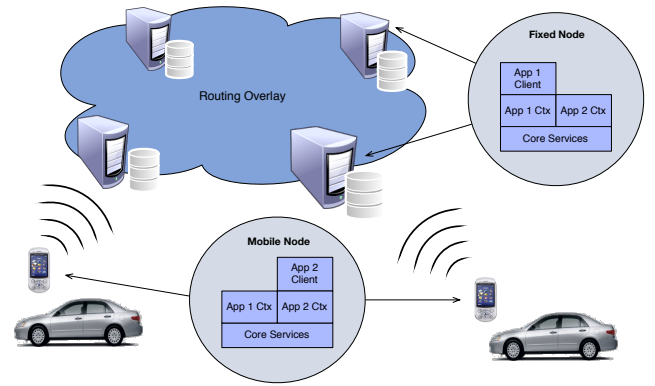 Fixed Node
App 1
Client
App 1 Ctx
App 2 Ctx
Core Services
Routing Overlay
Mobile Node
App 2
Client
App 1 Ctx
App 2 Ctx
Core Services